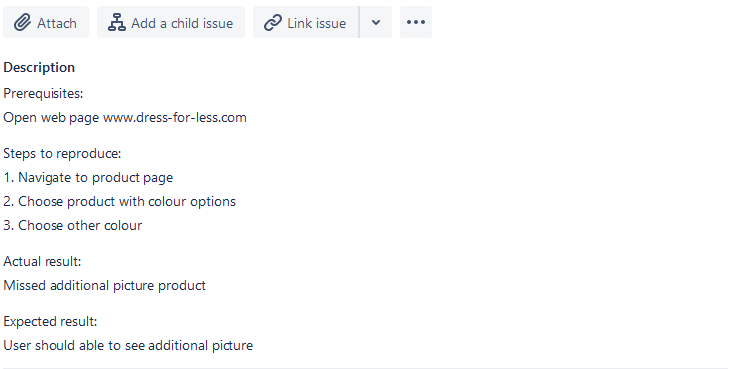 Attach
Add a child issue
Link issue
Description
Prerequisites:
Open web page www.dress-for-less.com
Steps to reproduce:
1. Navigate to product page
2. Choose product with colour options
3. Choose other colour
Actual result:
Missed additional picture product
Expected result:
User should able to see additional picture